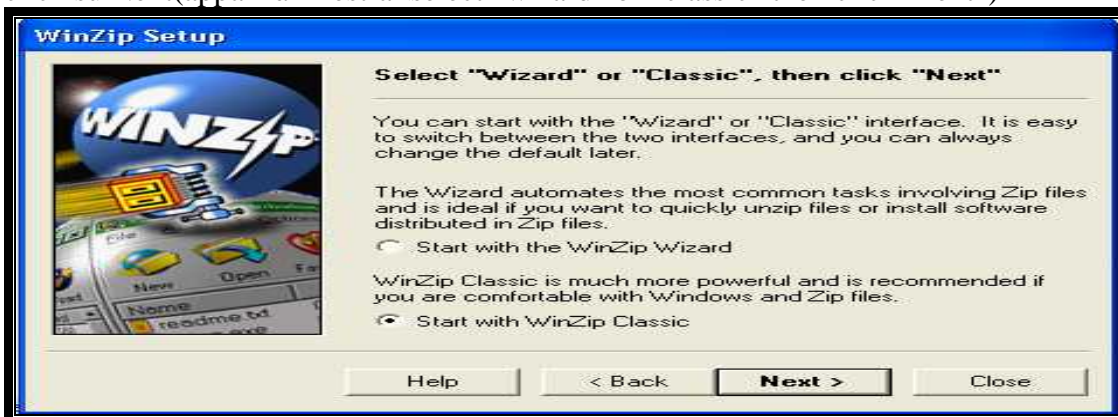 WinZip Setup
Select "Wizard" or "Classic", then click "Next"
You can start with the "Wizard" or "Classic" interface. It is easy
to switch between the two interfaces, and you can always
change the default later.
The Wizard automates the most common tasks involving Zip files
and is ideal if you want to quickly unzip files or install software
distributed in Zip files.
Start with the WinZip Wizard
WinZip Classic is much more powerful and is recommended if
you are comfortable with Windows and Zip files.
Start with WinZip Classic
WINZIP
File
New
Open
Name
readme.txt
Help
< Back
Next >
Close